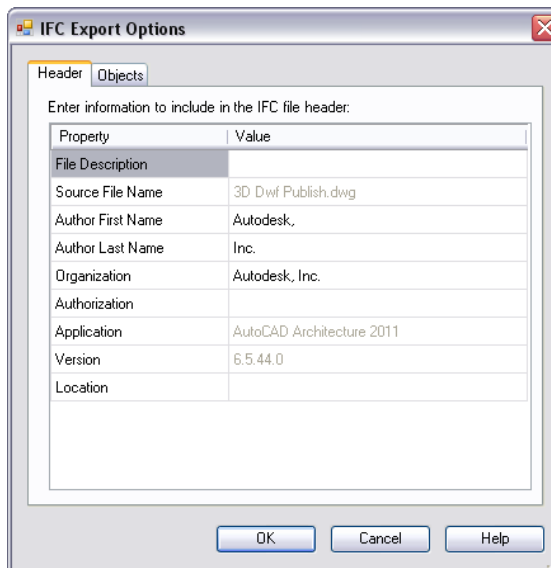 IFC Export Options
Header Objects
Enter information to include in the IFC file header:
Property Value
File Description
Source File Name 3D Dwf Publish.dwg
Author First Name Autodesk,
Author Last Name Inc.
Organization Autodesk, Inc.
Authorization
Application AutoCAD Architecture 2011
Version 6.5.44.0
Location
OK Cancel Help